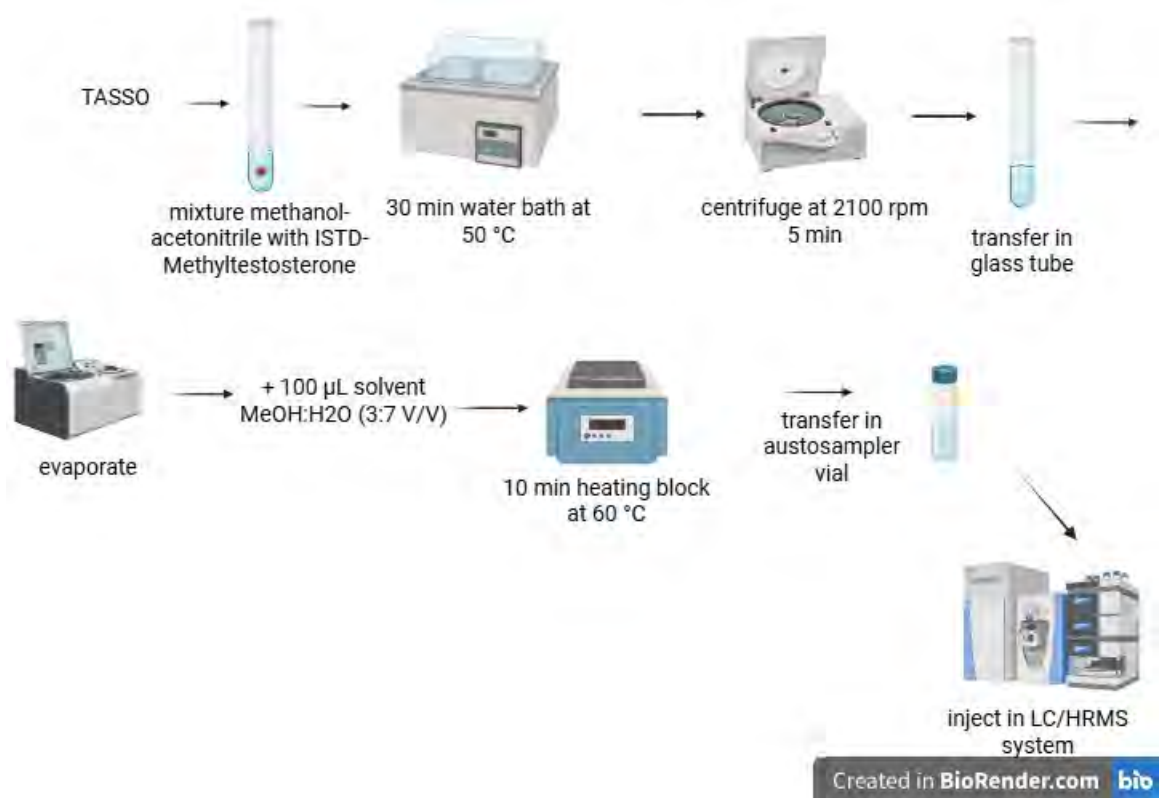 TASSO
mixture methanol-
acetonitrile with ISTD-
Methyltestosterone
30 min water bath at
50 °C
centrifuge at 2100 rpm
5 min
transfer in
glass tube
evaporate
+ 100 µL solvent
MeOH:H2O (3:7 V/V)
10 min heating block
at 60 °C
transfer in
austosampler
vial
inject in LC/HRMS
system
Created in BioRender.com bio